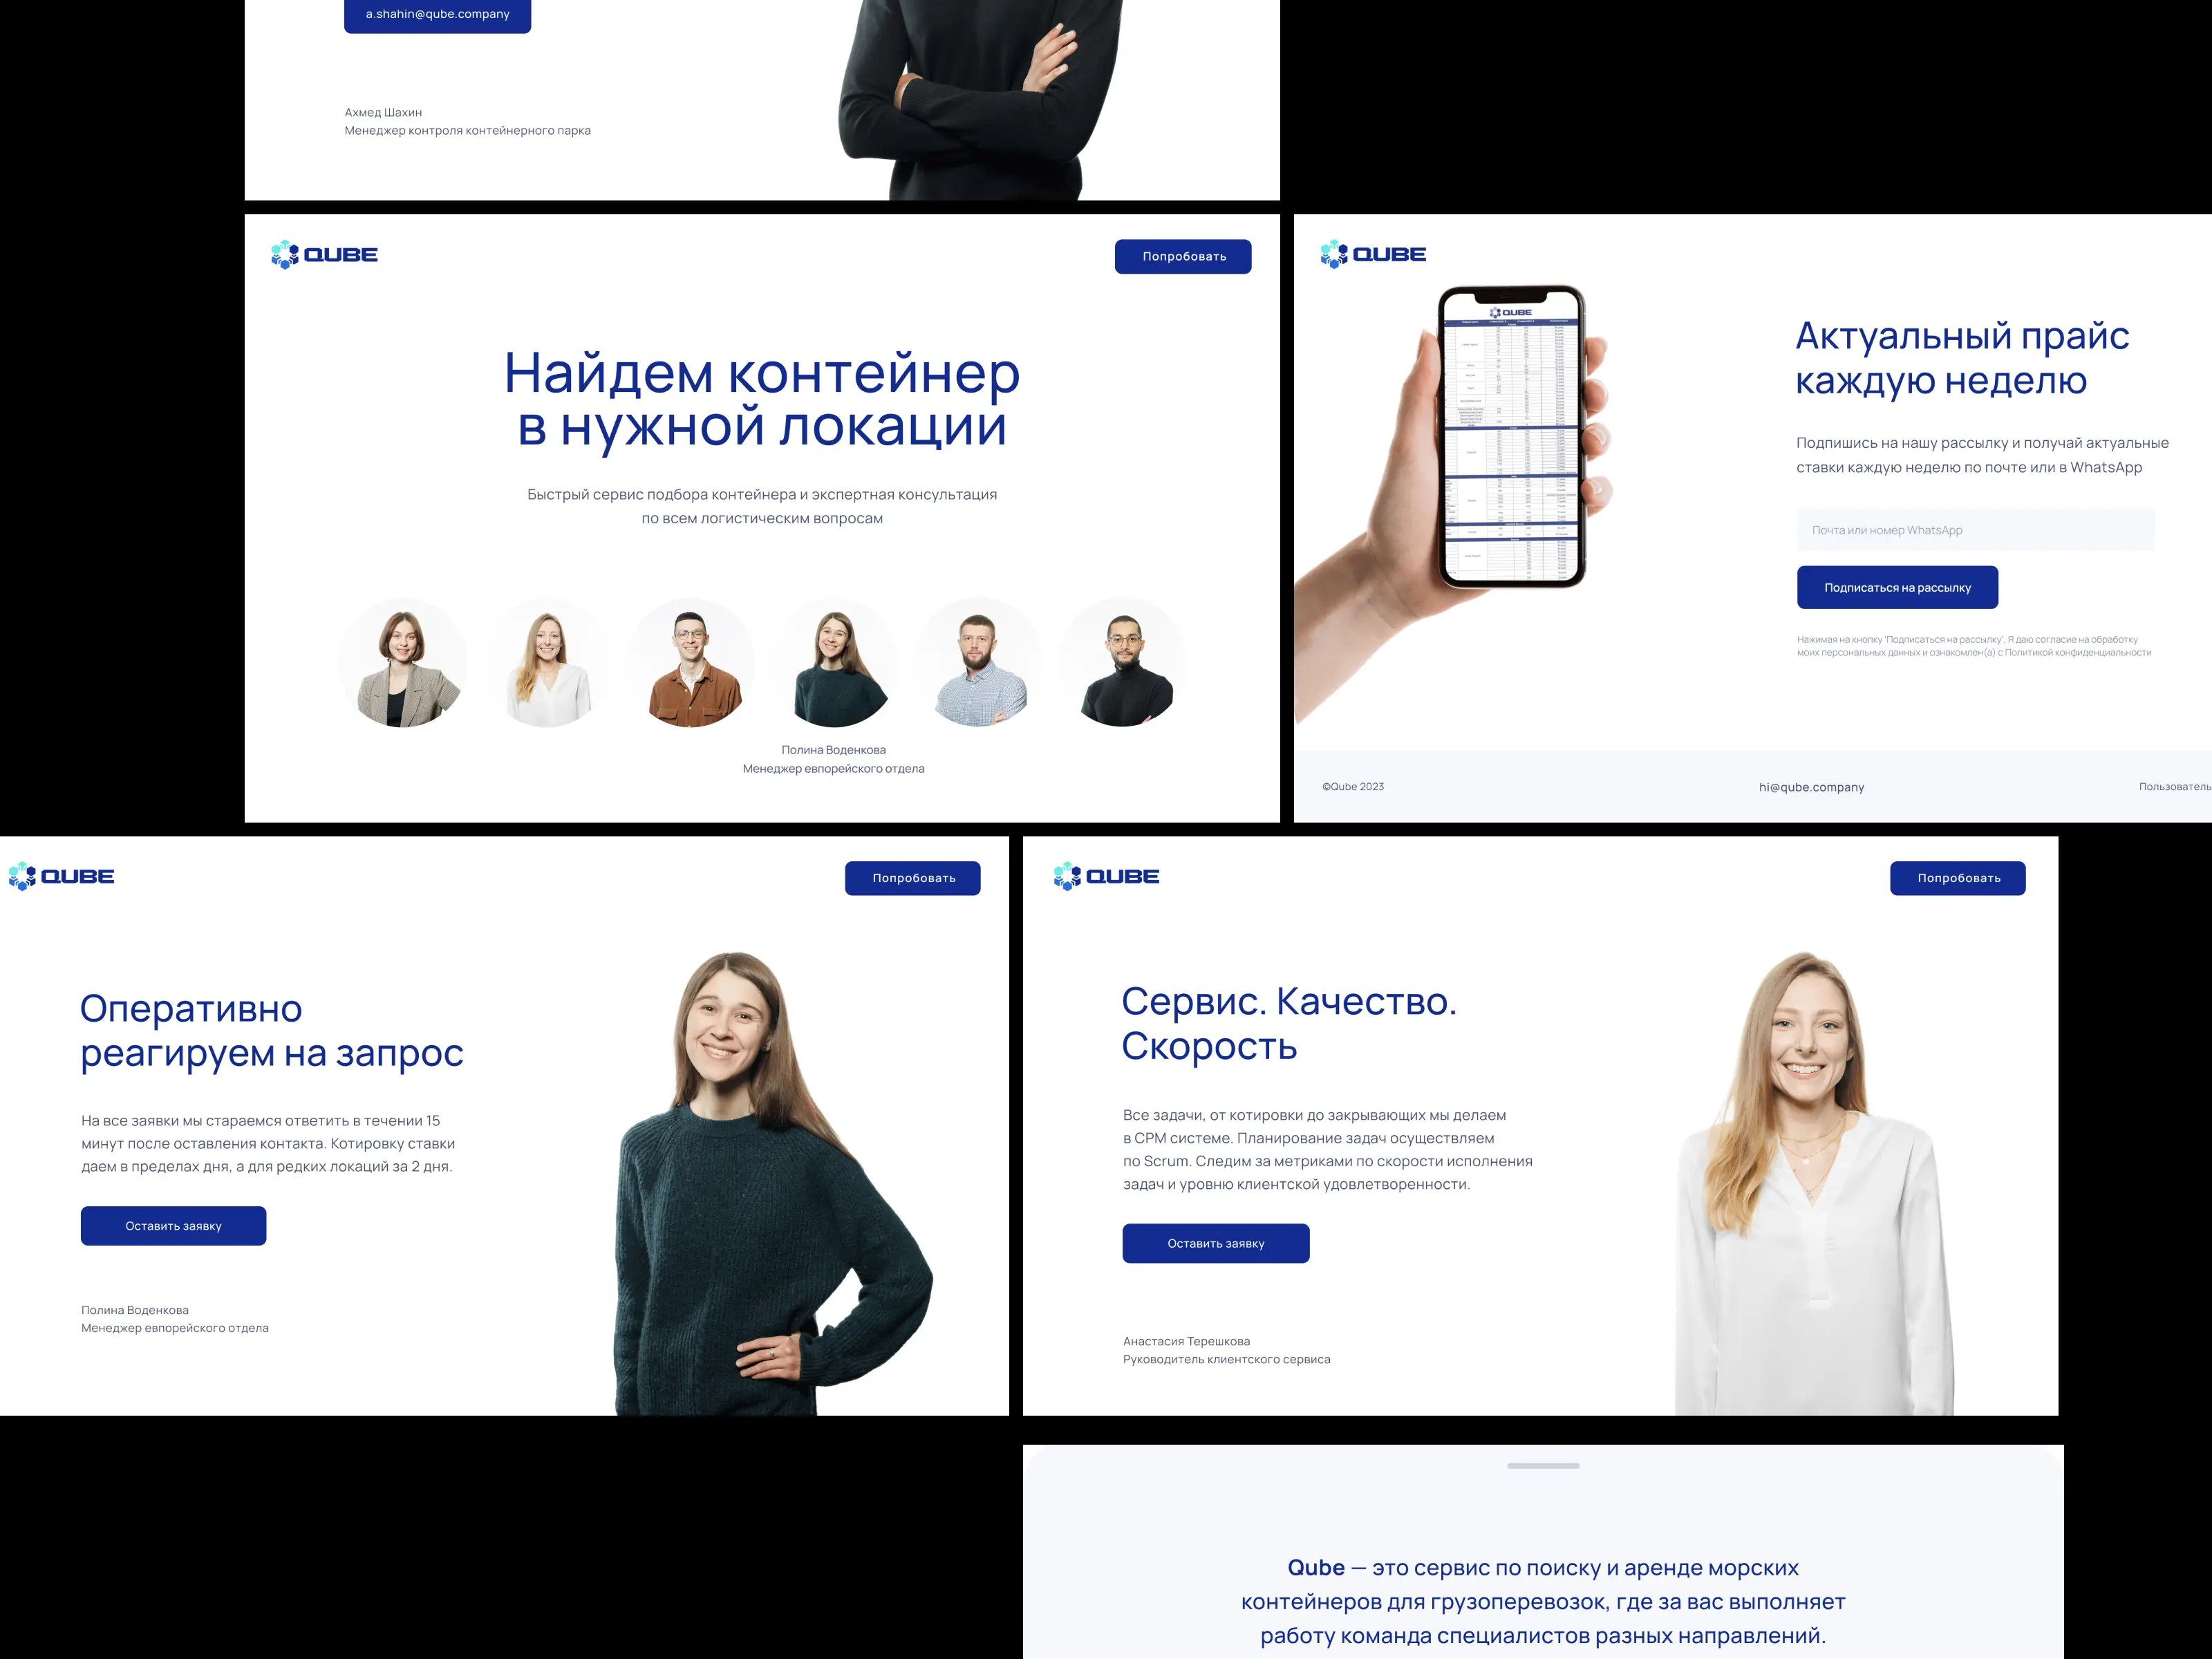 a.shahin@qube.company
Ахмед Шахин
Менеджер контроля контейнерного парка
QUBE
Попробовать
Найдем контейнер
в нужной локации
Быстрый сервис подбора контейнера и экспертная консультация
по всем логистическим вопросам
Полина Воденкова
Менеджер евпорейского отдела
QUBE
QUBE
Актуальный прайс
каждую неделю
Подпишись на нашу рассылку и получай актуальные
ставки каждую неделю по почте или в WhatsApp
Почта или номер WhatsApp
Подписаться на рассылку
Нажимая на кнопку 'Подписаться на рассылку', Я даю согласие на обработку
моих персональных данных и ознакомлен(а) с Политикой конфиденциальности
©Qube 2023
hi@qube.company
Пользователь
QUBE
Попробовать
Оперативно
реагируем на запрос
На все заявки мы стараемся ответить в течении 15
минут после оставления контакта. Котировку ставки
даем в пределах дня, а для редких локаций за 2 дня.
Оставить заявку
Полина Воденкова
Менеджер евпорейского отдела
QUBE
Попробовать
Сервис. Качество.
Скорость
Все задачи, от котировки до закрывающих мы делаем
в СРМ системе. Планирование задач осуществляем
по Scrum. Следим за метриками по скорости исполнения
задач и уровню клиентской удовлетворенности.
Оставить заявку
Анастасия Терешкова
Руководитель клиентского сервиса
Qube — это сервис по поиску и аренде морских
контейнеров для грузоперевозок, где за вас выполняет
работу команда специалистов разных направлений.